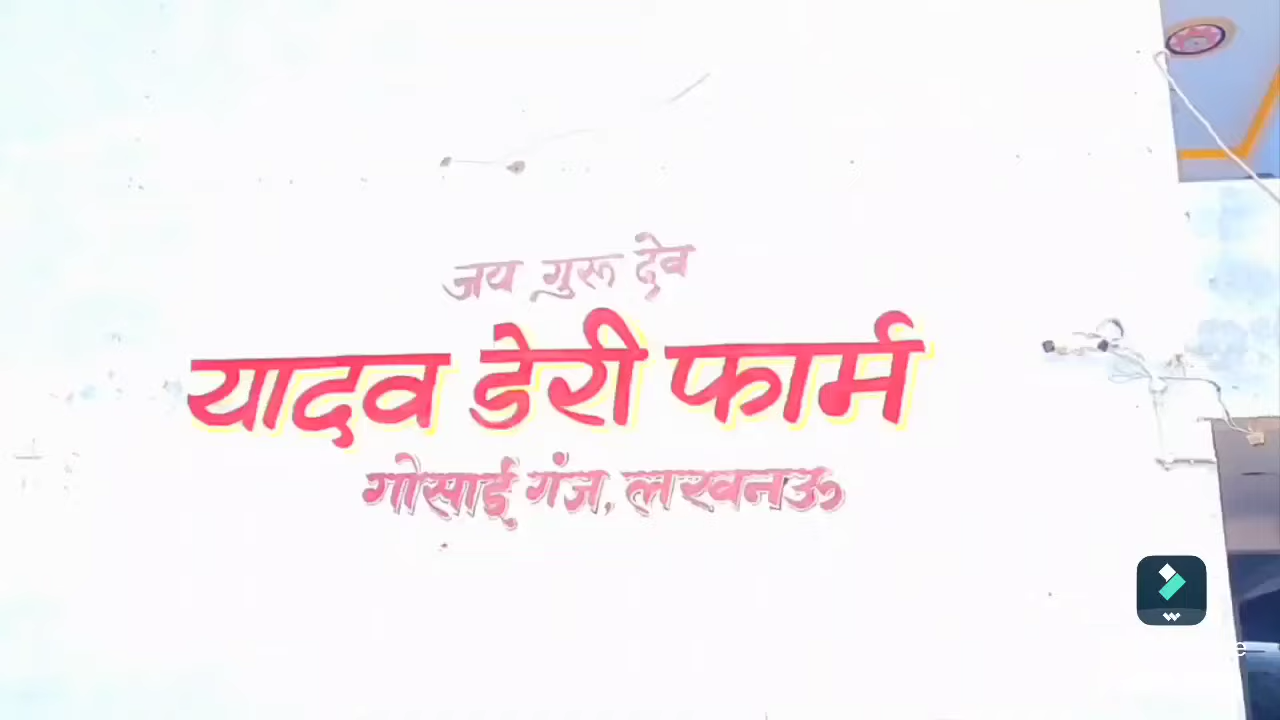 जय गुरू देव
यादव डेरी फार्म
गोसाई गंज, लखनऊ